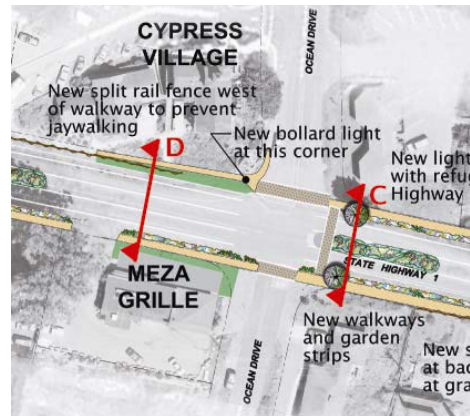 CYPRESS
VILLAGE
OCEAN DRIVE
New split rail fence west
of walkway to prevent
jaywalking
D
New bollard light
at this corner
New light
with refug
Highway
C
STATE HIGHWAY 1
MEZA
GRILLE
New walkways
and garden
strips
OCEAN DRIVE
New s
at bac
at gra